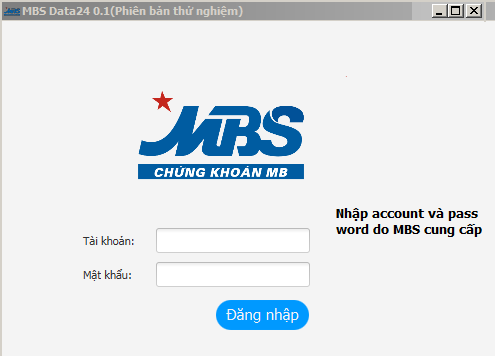 MBS Data24 0.1(Phiên bản thử nghiệm)
MBS
CHỨNG KHOÁN MB
Nhập account và pass
word do MBS cung cấp
Tài khoản:
Mật khẩu:
Đăng nhập